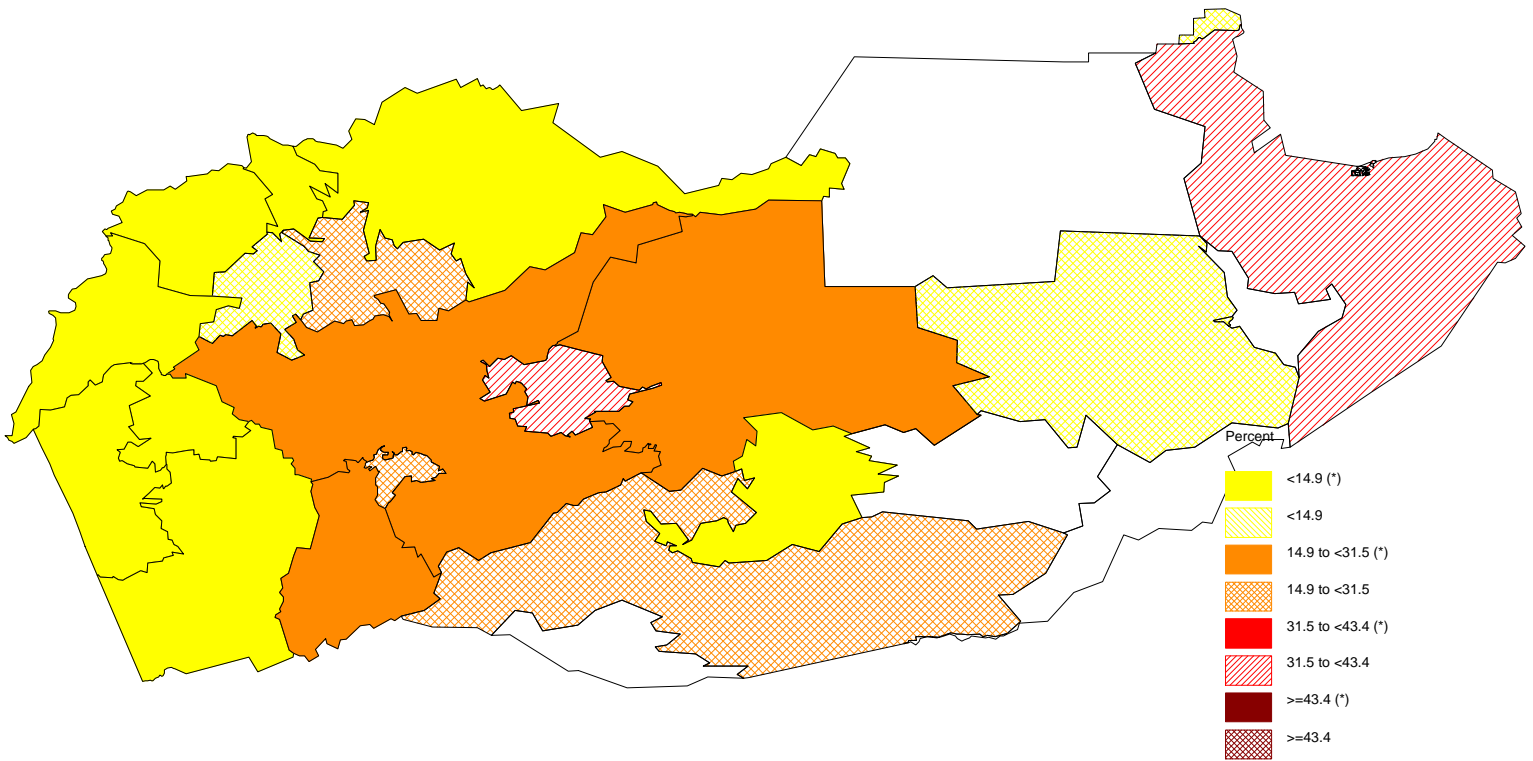 Percent
<14.9 (*)
<14.9
14.9 to <31.5 (*)
14.9 to <31.5
31.5 to <43.4 (*)
31.5 to <43.4
>=43.4 (*)
>=43.4